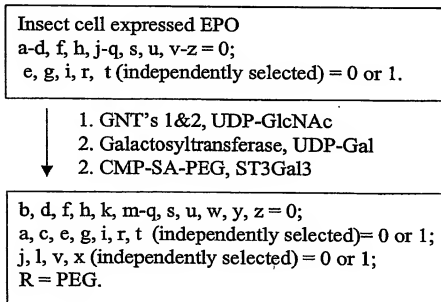 Insect cell expressed EPO
a-d, f, h, j-q, s, u, v-z = 0;
e, g, i, r, t (independently selected) = 0 or 1.
1. GNT's 1&2, UDP-GlcNAc
2. Galactosyltransferase, UDP-Gal
2. CMP-SA-PEG, ST3Gal3
b, d, f, h, k, m-q, s, u, w, y, z = 0;
a, c, e, g, i, r, t (independently selected)= 0 or 1;
j, l, v, x (independently selected) = 0 or 1;
R = PEG.